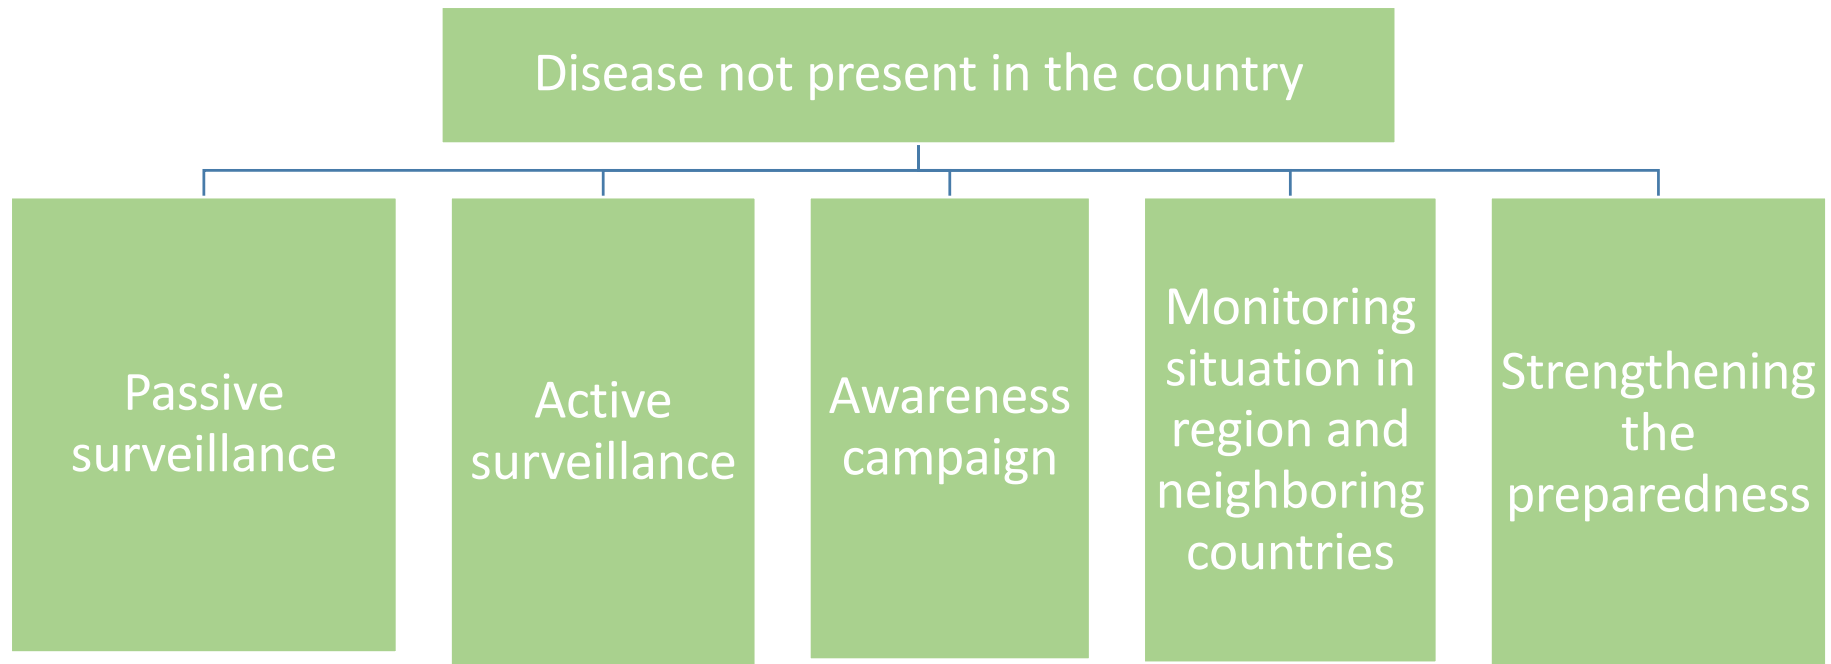 Disease not present in the country
Passive
surveillance
Active
surveillance
Awareness
campaign
Monitoring
situation in
region and
neighboring
countries
Strengthening
the
preparedness